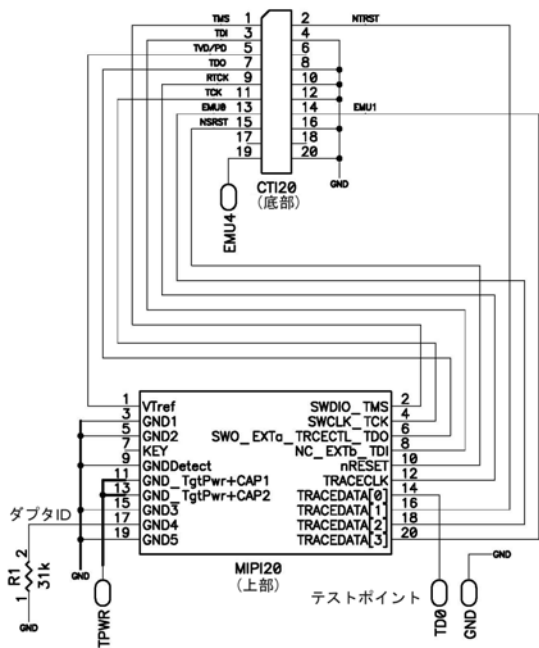 TMS 1 2 NTRST
TDI 3 4
TVD/PD 5 6
TDO 7 8
RTCK 9 10
TCK 11 12
EMU0 13 14 EMU1
NSRST 15 16
17 18
19 20
GND
CTI20
(底部)
EMU4
1 VTref SWDIO_TMS 2
3 GND1 SWCLK_TCK 4
5 GND2 SWO_EXTa_TRCECTL_TDO 6
7 KEY NC_EXTb_TDI 8
9 GNDDetect nRESET 10
11 GND_TgtPwr+CAP1 TRACECLK 12
13 GND_TgtPwr+CAP2 TRACEDATA[0] 14
15 GND3 TRACEDATA[1] 16
17 GND4 TRACEDATA[2] 18
19 GND5 TRACEDATA[3] 20
MIPI20
(上部)
ダプタID
2
R1
31k
1
GND
GND
TPWR
テストポイント
TD0
GND
GND